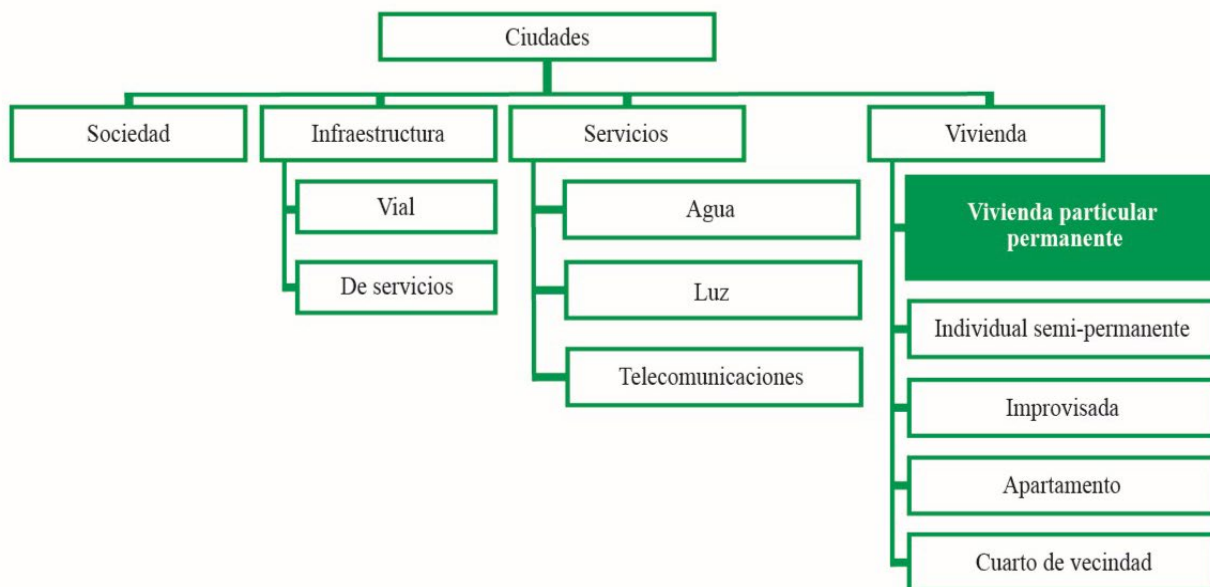 Ciudades
Sociedad
Infraestructura
Servicios
Vivienda
Vial
De servicios
Agua
Luz
Telecomunicaciones
Vivienda particular
permanente
Individual semi-permanente
Improvisada
Apartamento
Cuarto de vecindad